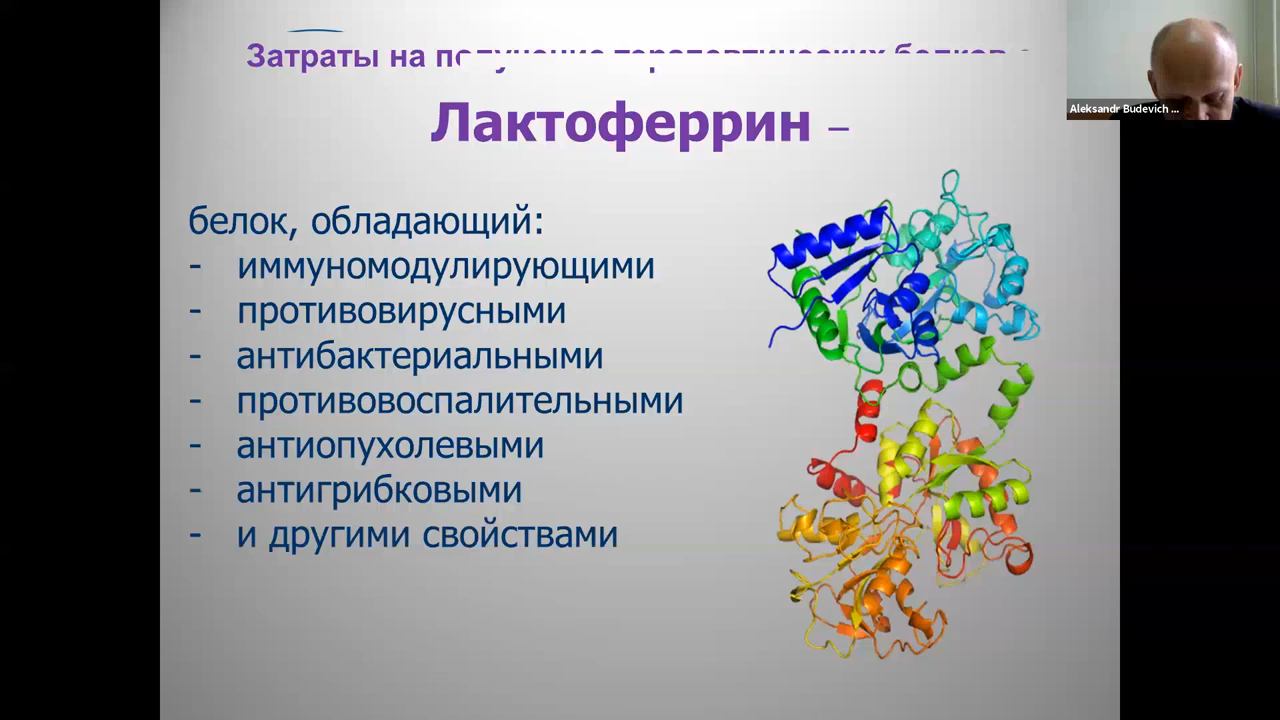 Затраты на
Лактоферрин –
белок, обладающий:
- иммуномодулирующими
- противовирусными
- антибактериальными
- противовоспалительными
- антиопухолевыми
- антигрибковыми
- и другими свойствами
Aleksandr Budevich ...